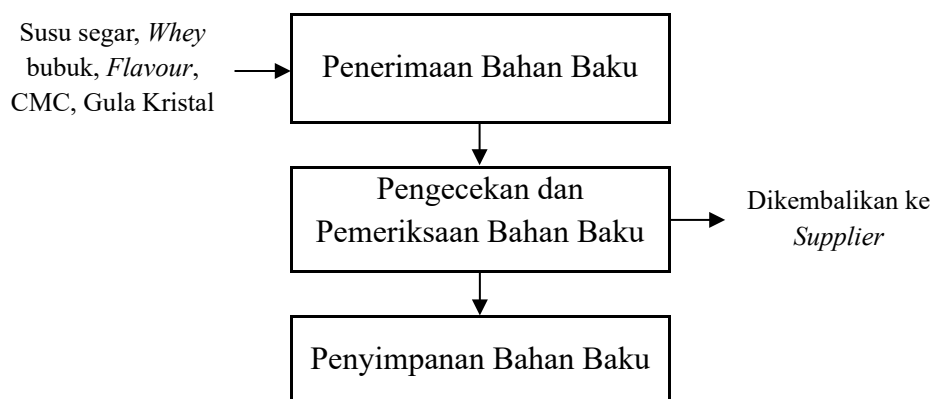 Susu segar, Whey
bubuk, Flavour,
CMC, Gula Kristal
Penerimaan Bahan Baku
Pengecekan dan
Pemeriksaan Bahan Baku
Dikembalikan ke
Supplier
Penyimpanan Bahan Baku